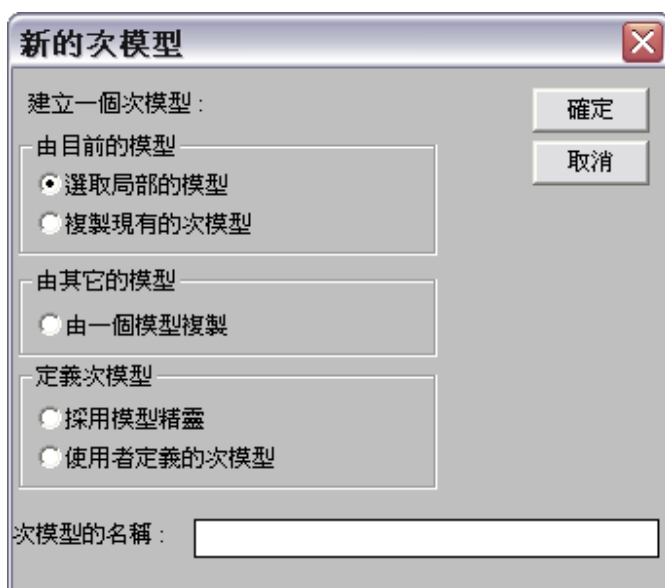 新的次模型
建立一個次模型：
確定
由目前的模型
取消
選取局部的模型
複製現有的次模型
由其它的模型
由一個模型複製
定義次模型
採用模型精靈
使用者定義的次模型
次模型的名稱：